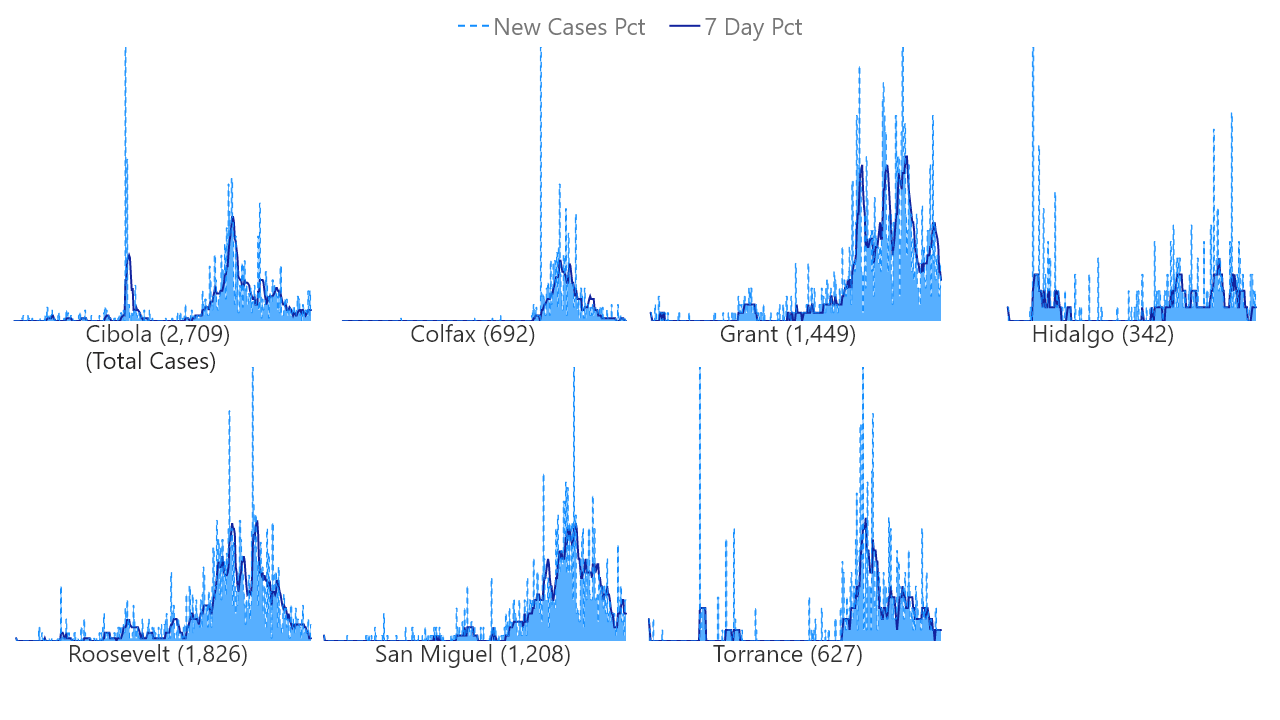 New Cases Pct 7 Day Pct
Cibola (2,709)
(Total Cases)
Colfax (692)
Grant (1,449)
Hidalgo (342)
Roosevelt (1,826)
San Miguel (1,208)
Torrance (627)